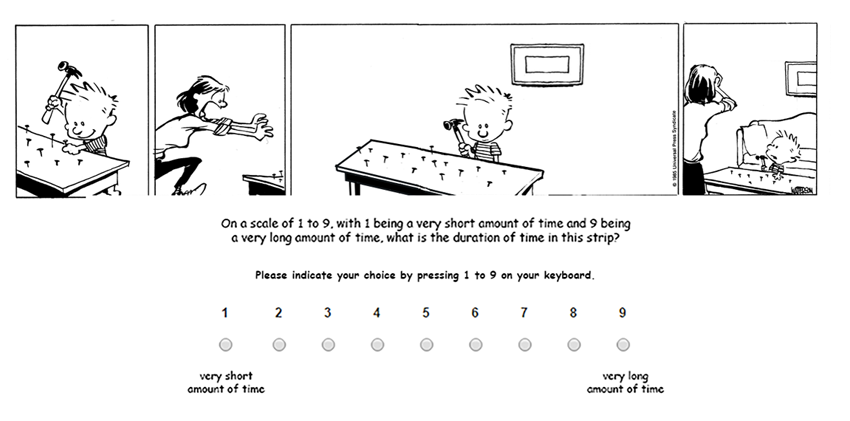 © 1985 Universal Press Syndicate
WATTERSON
On a scale of 1 to 9, with 1 being a very short amount of time and 9 being
a very long amount of time, what is the duration of time in this strip?
Please indicate your choice by pressing 1 to 9 on your keyboard.
1 2 3 4 5 6 7 8 9
very short
amount of time
very long
amount of time